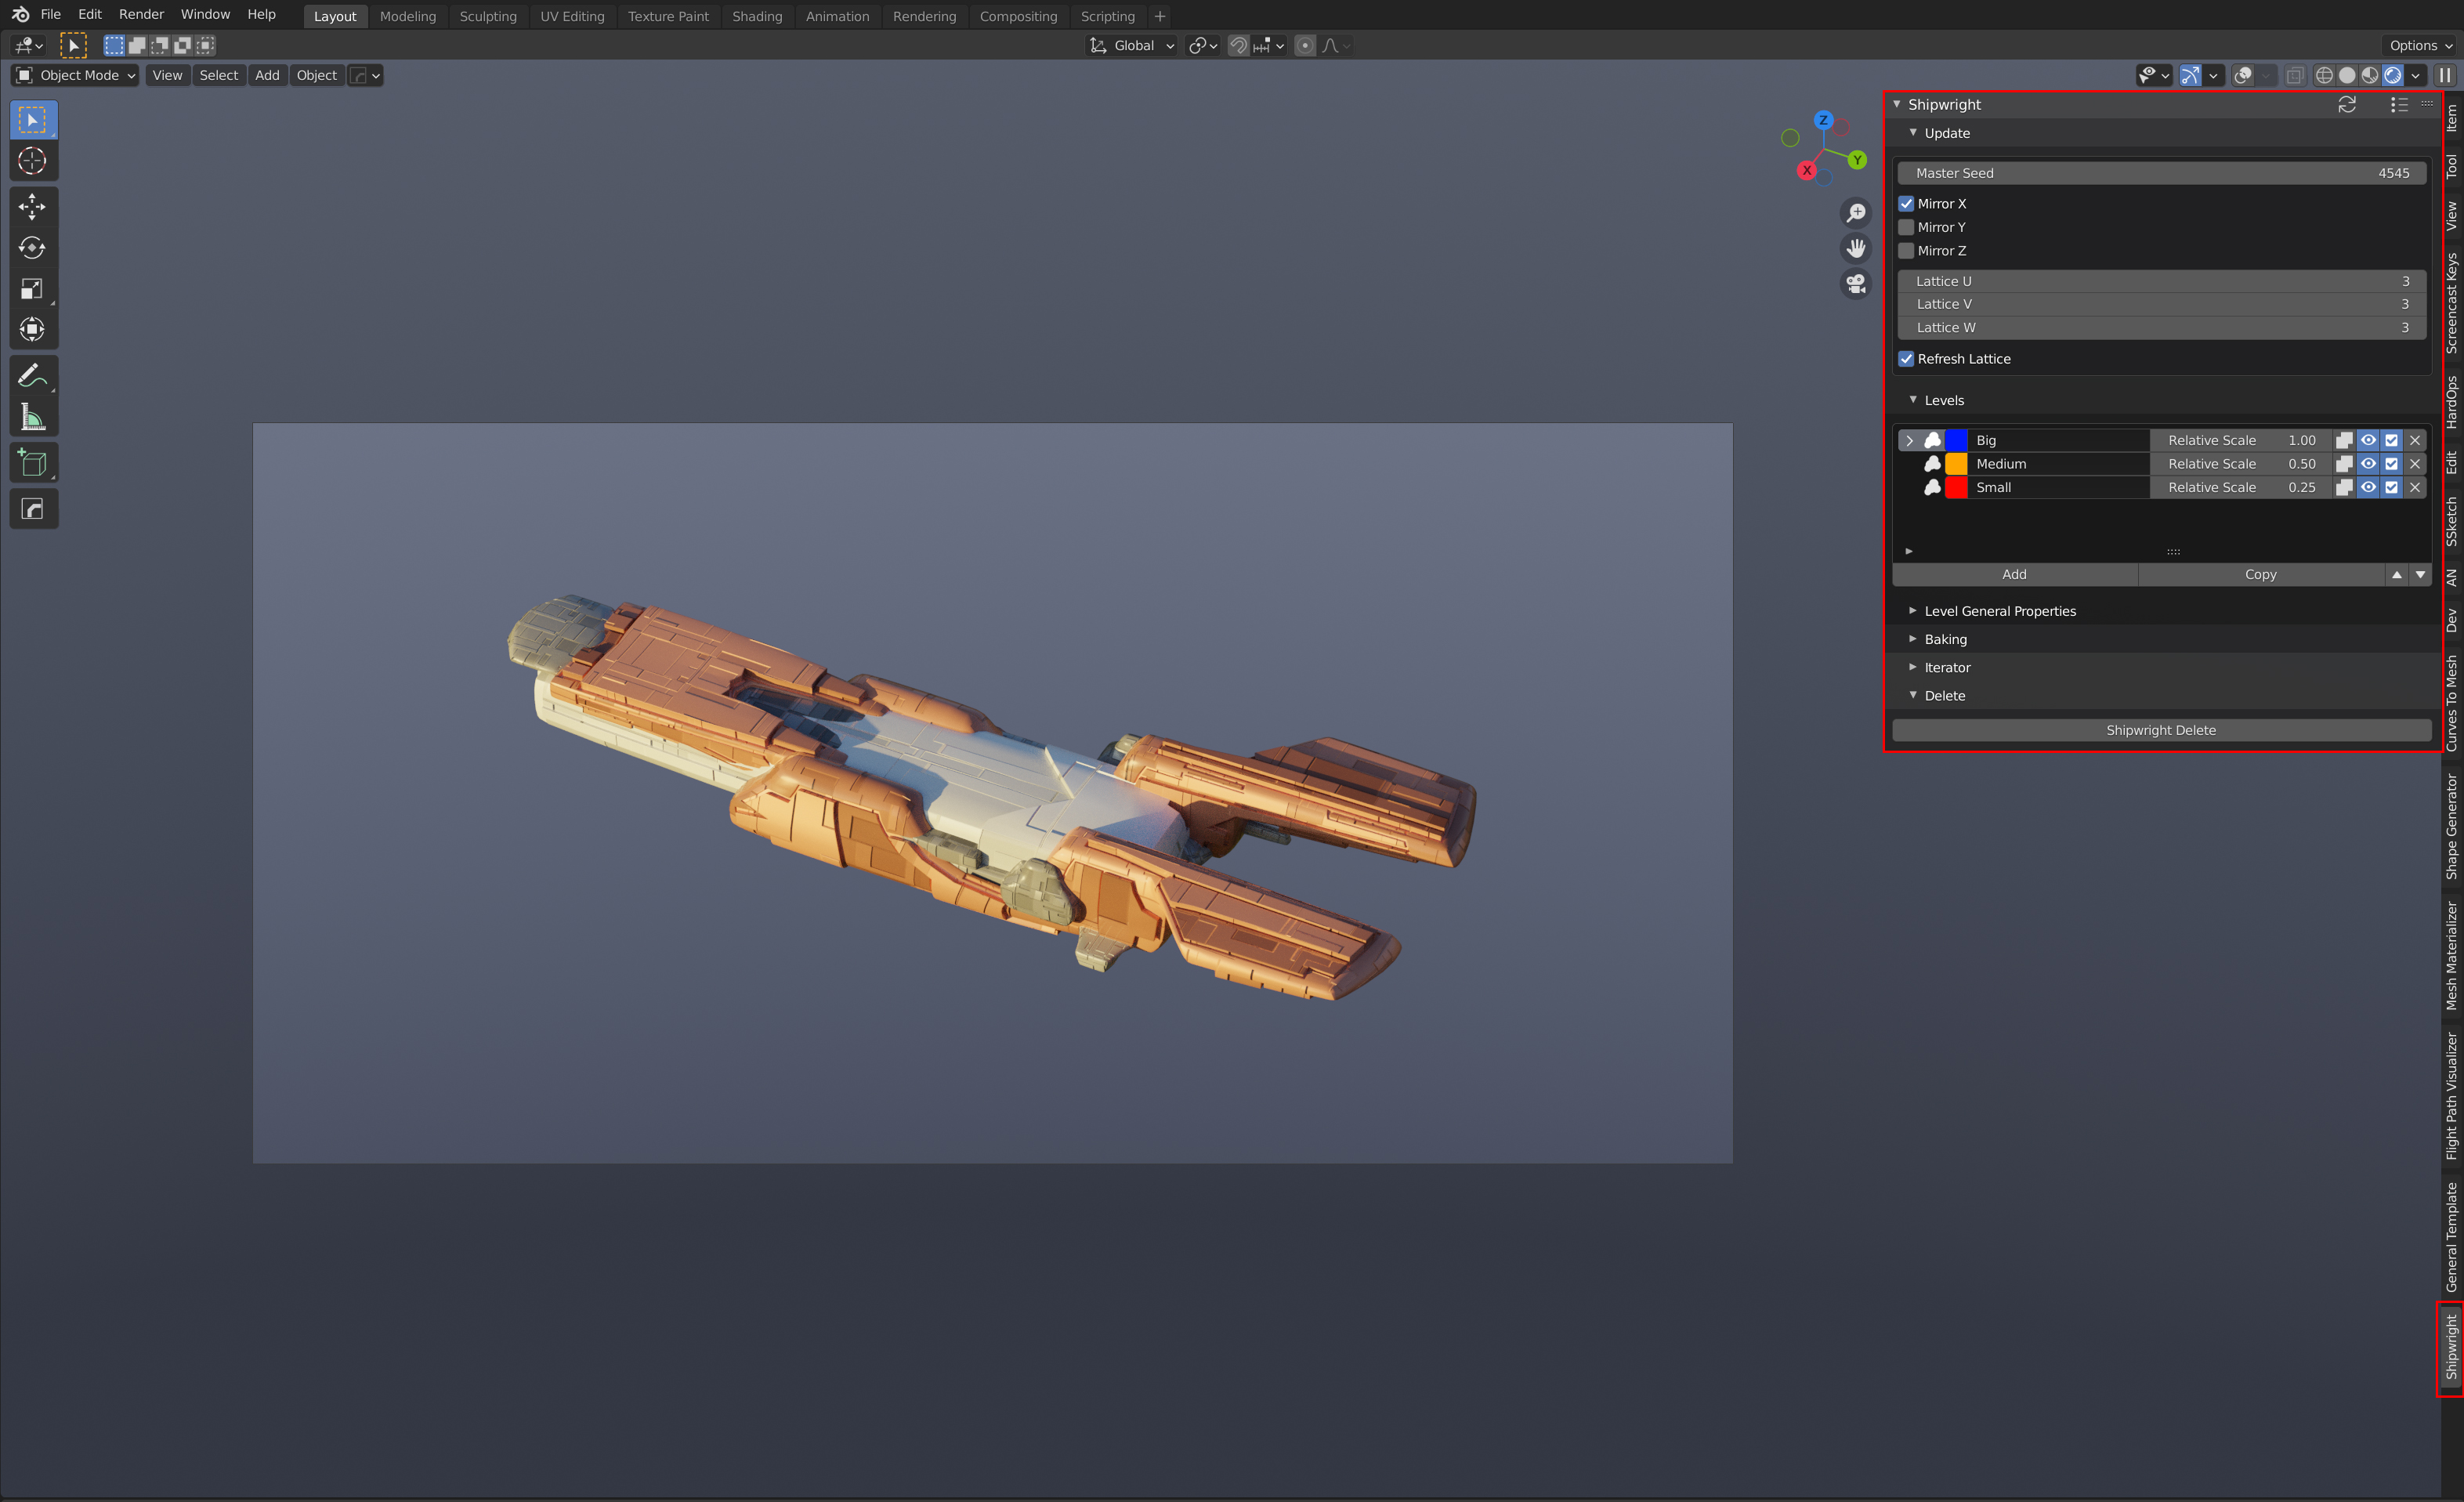 File Edit Render Window Help Layout Modeling Sculpting UV Editing Texture Paint Shading Animation Rendering Compositing Scripting +
Global Options
Object Mode View Select Add Object
Z
Y
X
Shipwright
Update
Master Seed 4545
Mirror X
Mirror Y
Mirror Z
Lattice U 3
Lattice V 3
Lattice W 3
Refresh Lattice
Levels
Big Relative Scale 1.00
Medium Relative Scale 0.50
Small Relative Scale 0.25
Add Copy
Level General Properties
Baking
Iterator
Delete
Shipwright Delete
Item
Tool
View
Screencast Keys
HardOps
Edit
SSketch
AN
Dev
Curves To Mesh
Shape Generator
Mesh Materializer
Flight Path Visualizer
General Template
Shipwright